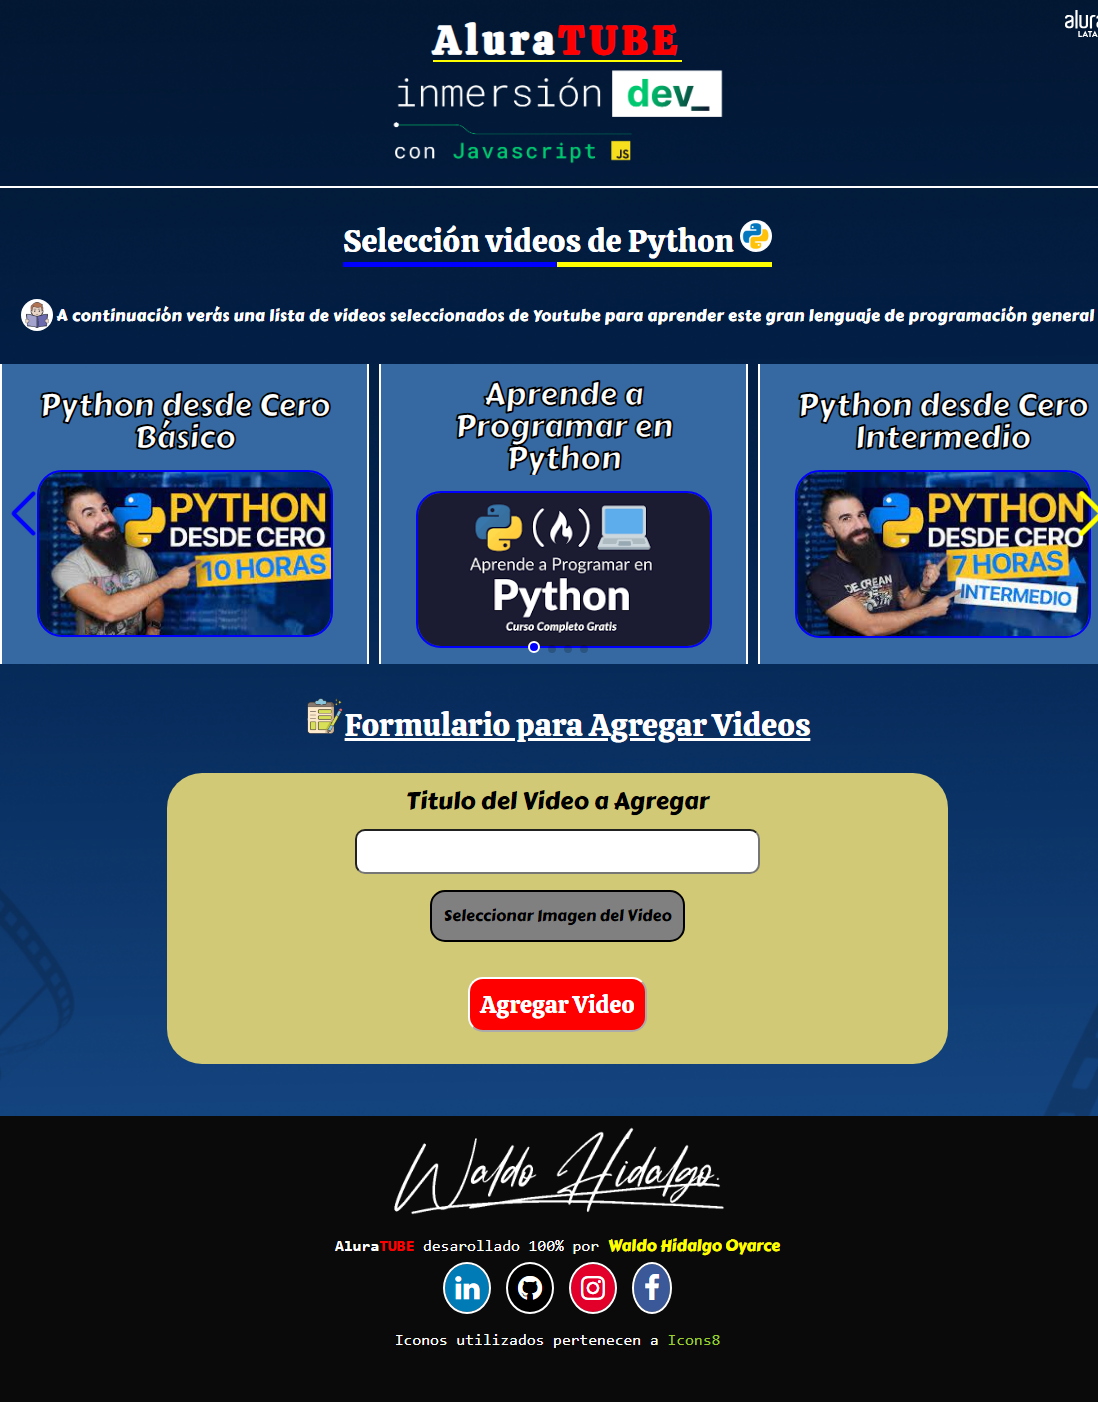 AluraTUBE
alura
LATA
inmersión dev_
con Javascript JS
Selección videos de Python
A continuación verás una lista de videos seleccionados de Youtube para aprender este gran lenguaje de programación general
Python desde Cero
Básico
PYTHON
DESDE CERO
10 HORAS
Aprende a
Programar en
Python
Aprende a Programar en
Python
Curso Completo Gratis
Python desde Cero
Intermedio
PYTHON
DESDE CERO
7 HORAS
INTERMEDIO
Formulario para Agregar Videos
Titulo del Video a Agregar
Seleccionar Imagen del Video
Agregar Video
Waldo Hidalgo.
AluraTUBE desarollado 100% por Waldo Hidalgo Oyarce
in
f
Iconos utilizados pertenecen a Icons8